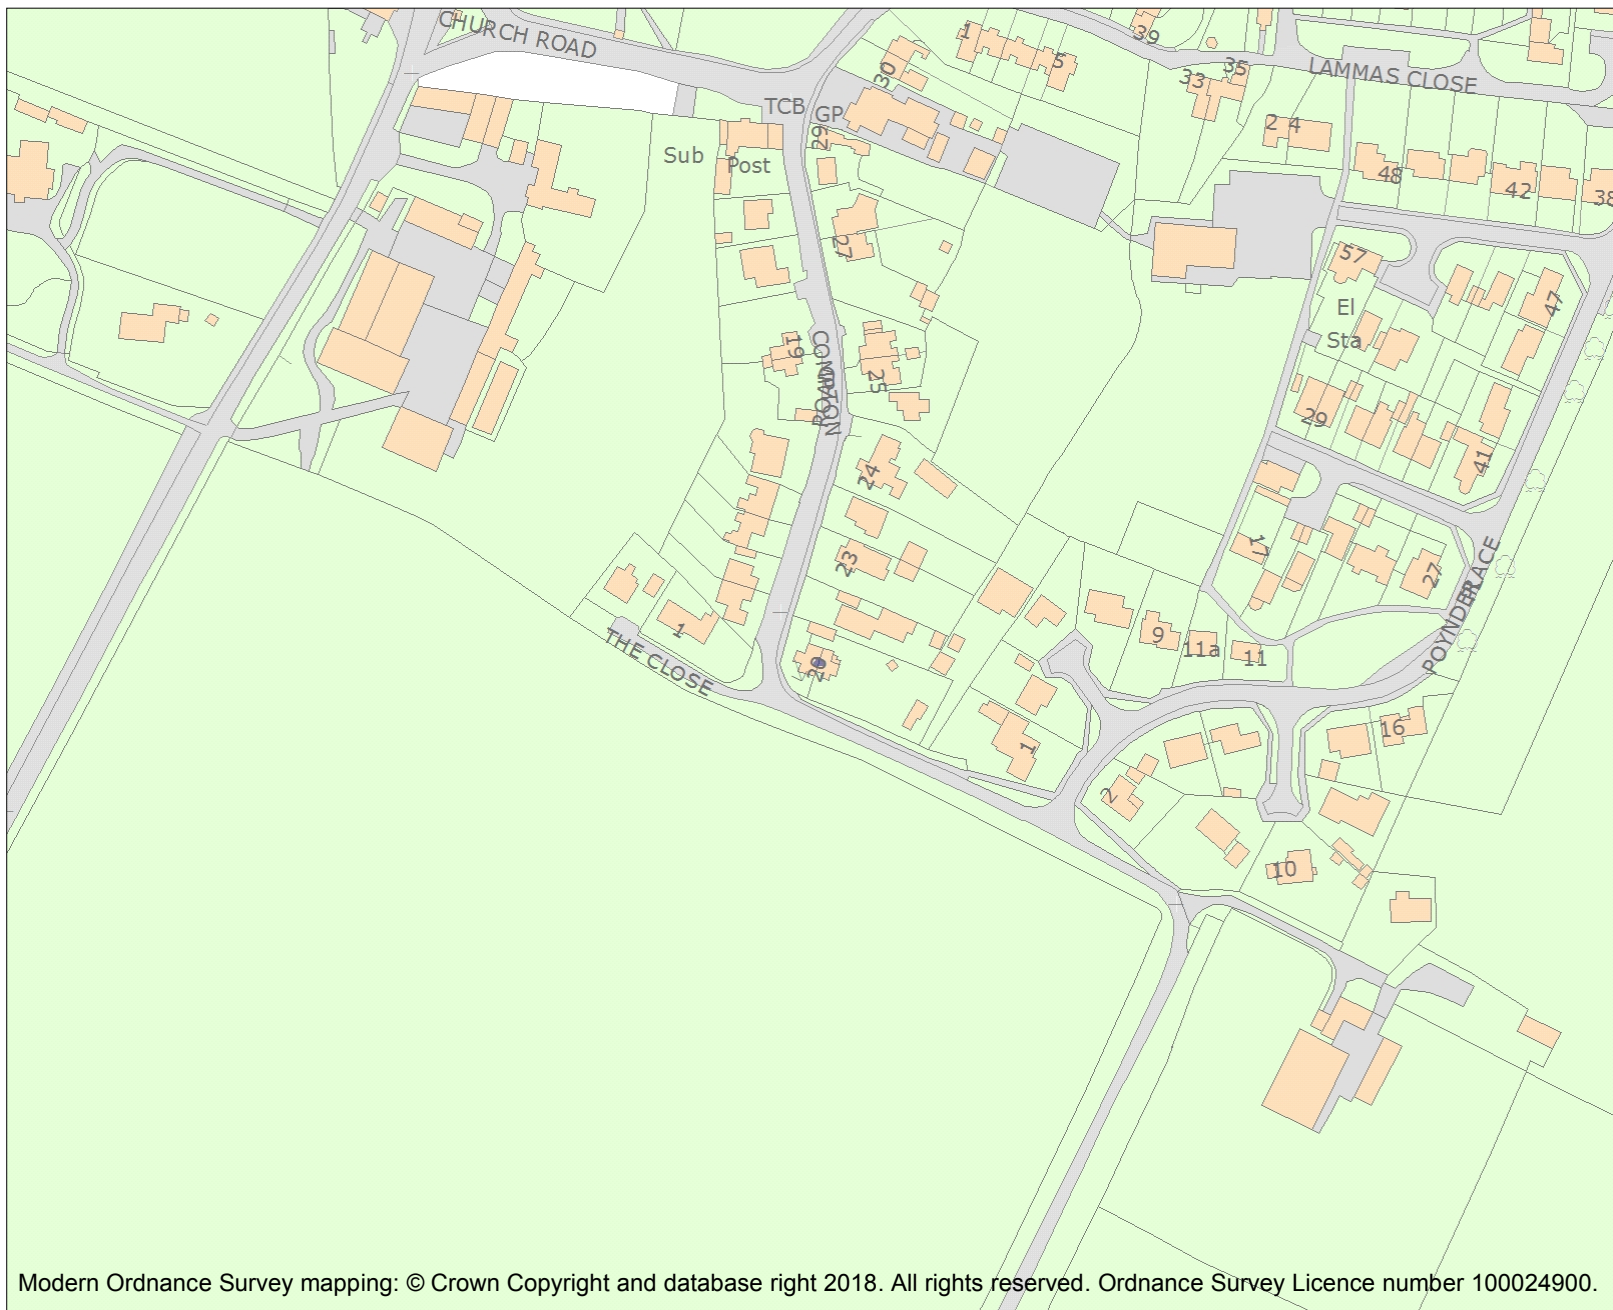 CHURCH ROAD
1
5
39
30
33
35
LAMMAS CLOSE
TCB
GP
29
2 4
Sub
Post
48
42
38
27
57
47
El
Sta
19
COMPTON
ROAD
25
29
41
24
17
23
27
POYNDER
PLACE
1
9
11a
11
THE CLOSE
20
1
16
2
10
Modern Ordnance Survey mapping: © Crown Copyright and database right 2018. All rights reserved. Ordnance Survey Licence number 100024900.